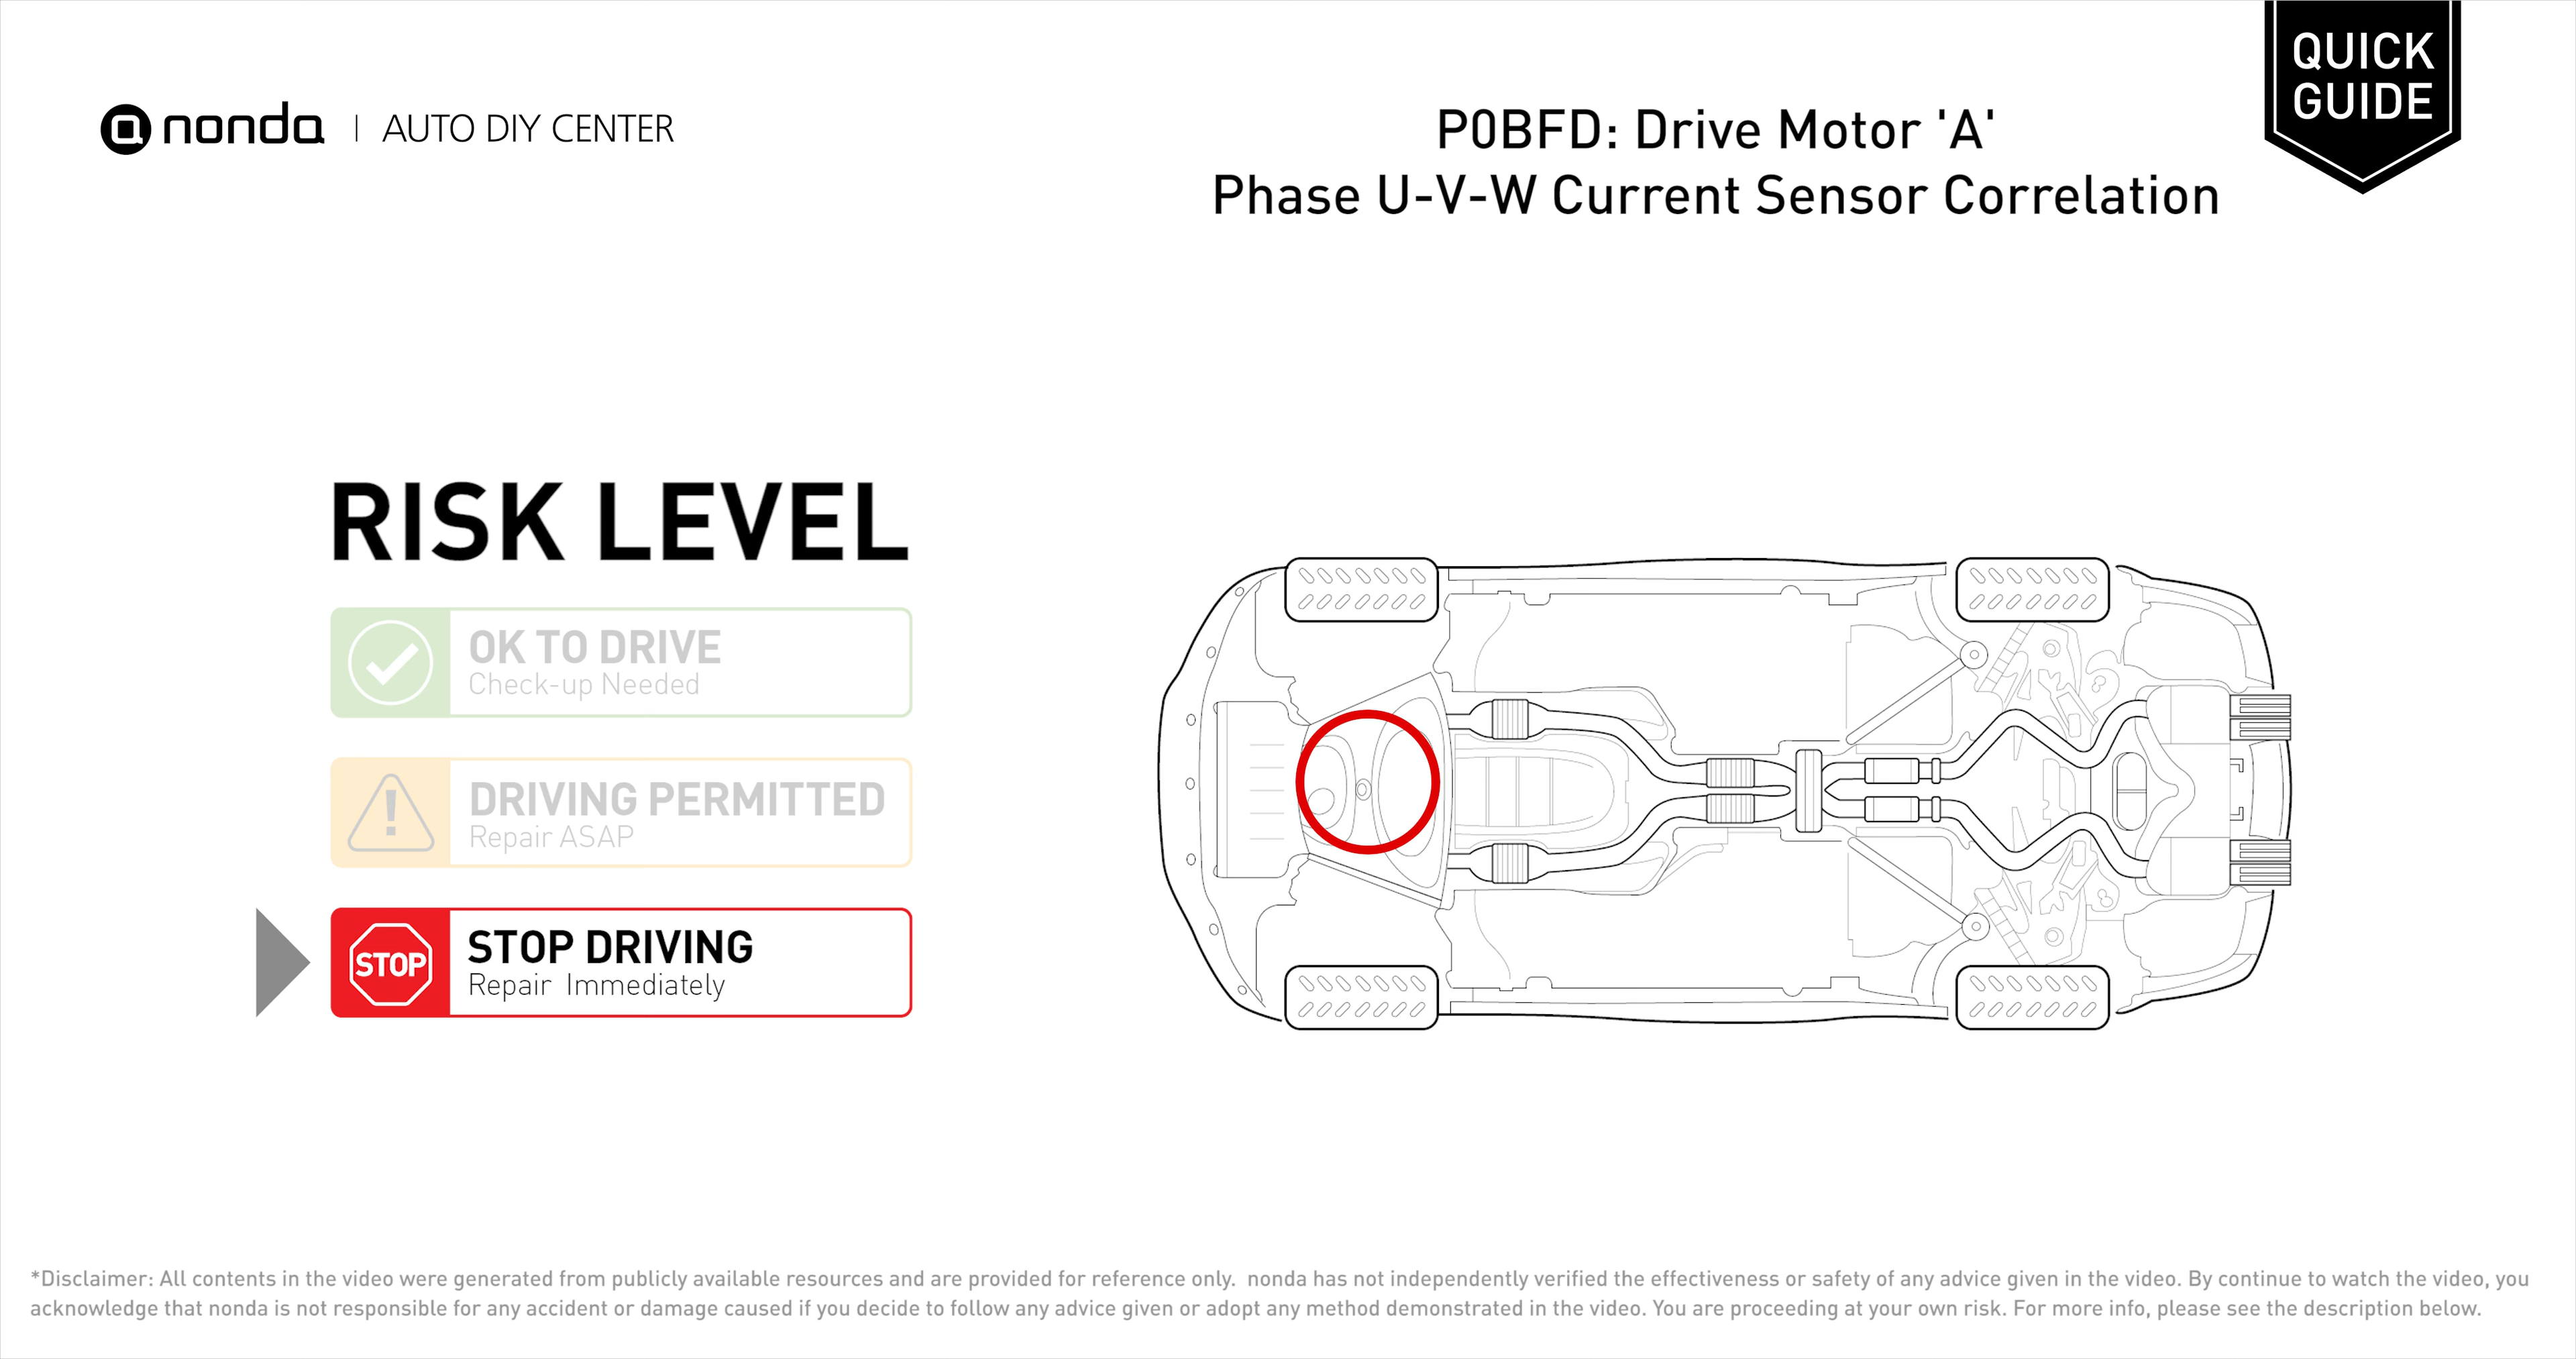 nonda | AUTO DIY CENTER
P0BFD: Drive Motor 'A'
Phase U-V-W Current Sensor Correlation
QUICK
GUIDE
RISK LEVEL
OK TO DRIVE
Check-up Needed
DRIVING PERMITTED
Repair ASAP
STOP
STOP DRIVING
Repair Immediately
*Disclaimer: All contents in the video were generated from publicly available resources and are provided for reference only. nonda has not independently verified the effectiveness or safety of any advice given in the video. By continue to watch the video, you
acknowledge that nonda is not responsible for any accident or damage caused if you decide to follow any advice given or adopt any method demonstrated in the video. You are proceeding at your own risk. For more info, please see the description below.